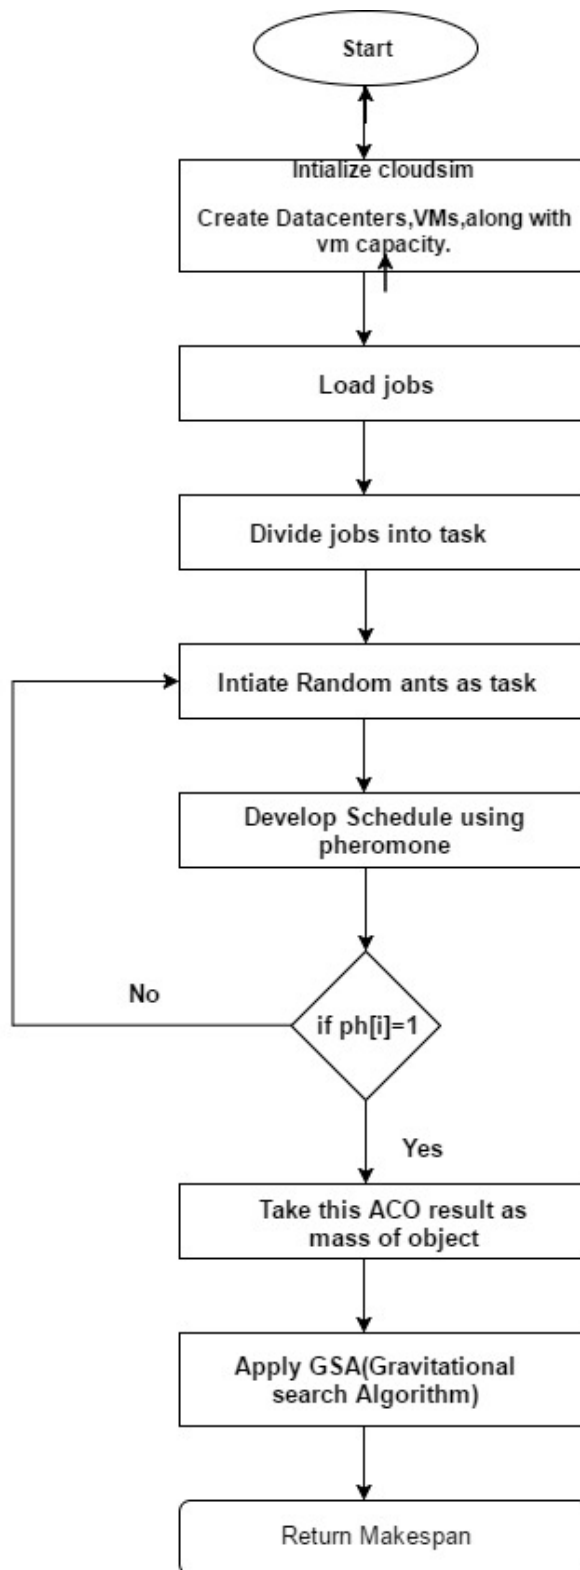 Start
Intialize cloudsim
Create Datacenters,VMs,along with
vm capacity.
Load jobs
Divide jobs into task
Intiate Random ants as task
Develop Schedule using
pheromone
No
if ph[i]=1
Yes
Take this ACO result as
mass of object
Apply GSA(Gravitational
search Algorithm)
Return Makespan